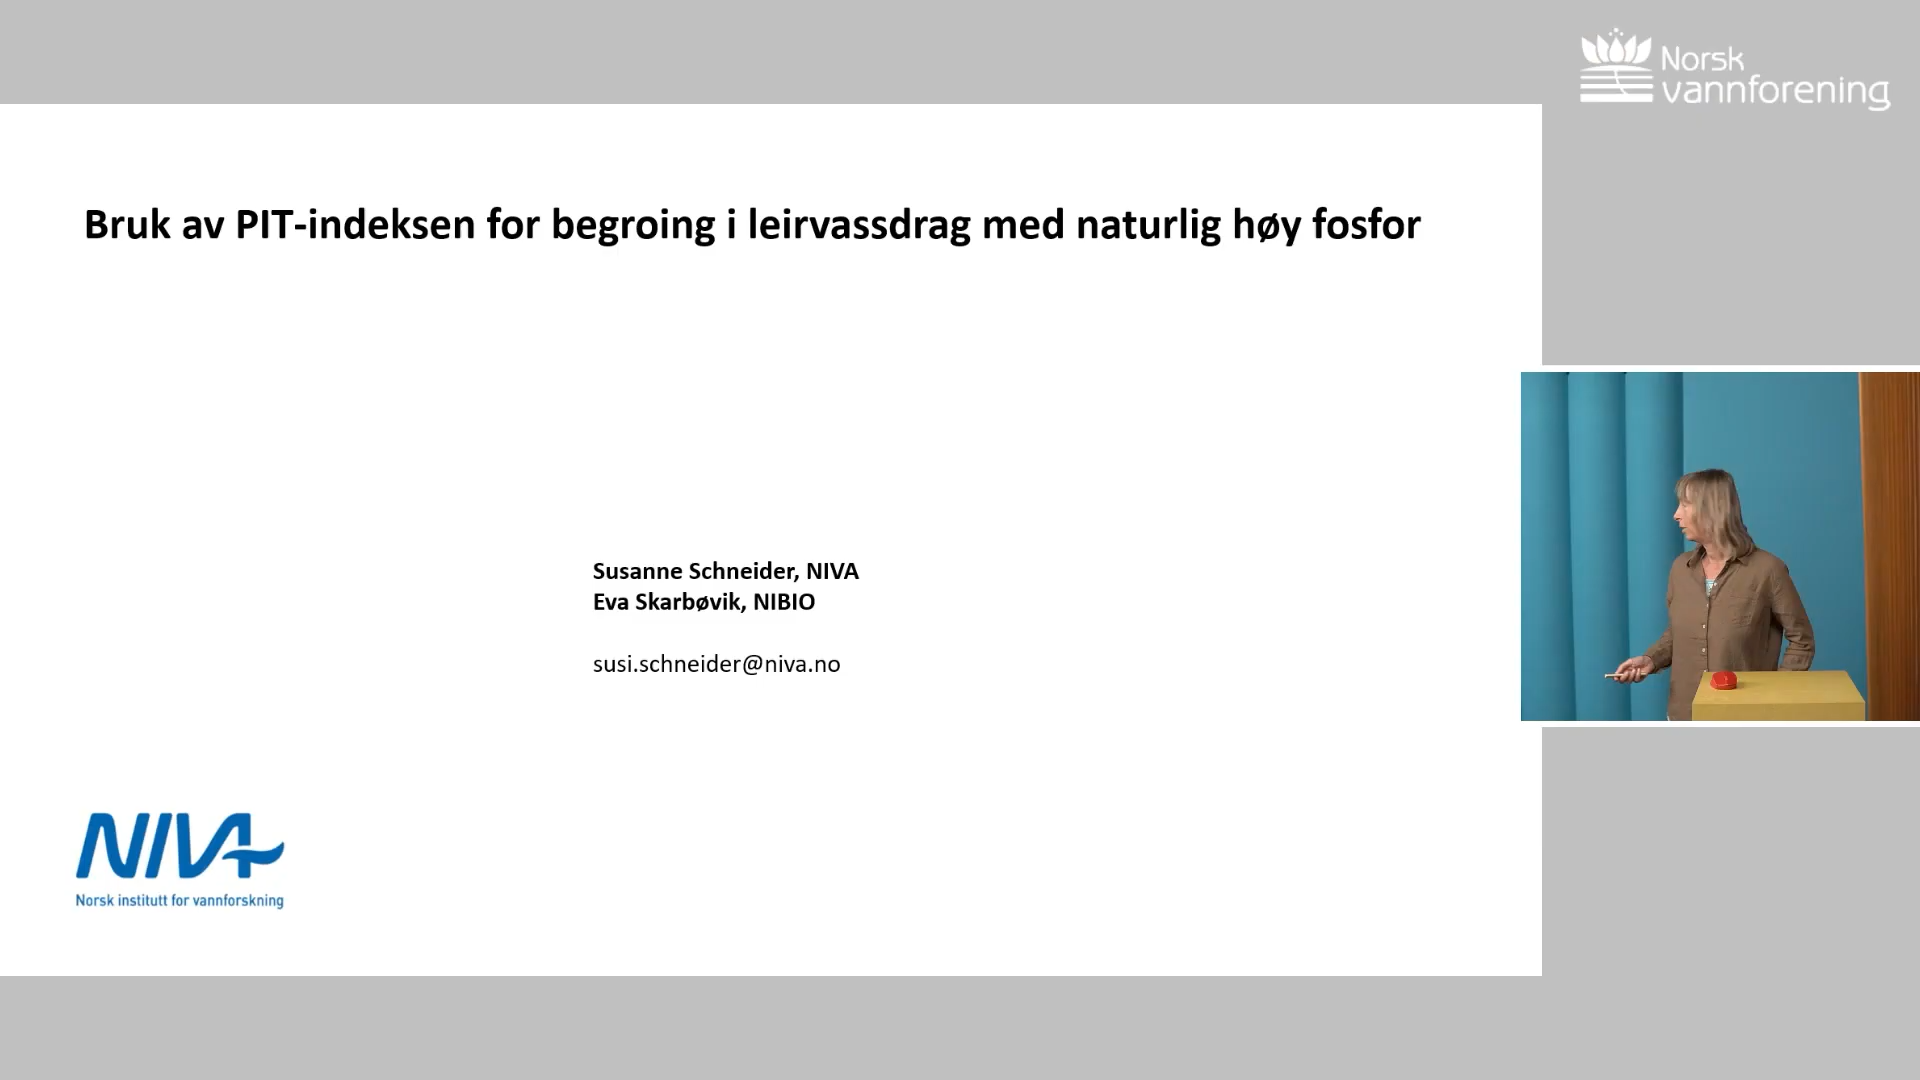 Norsk
vannforening
Bruk av PIT-indeksen for begroing i leirvassdrag med naturlig høy fosfor
Susanne Schneider, NIVA
Eva Skarbøvik, NIBIO
susi.schneider@niva.no
NIVA
Norsk institutt for vannforskning